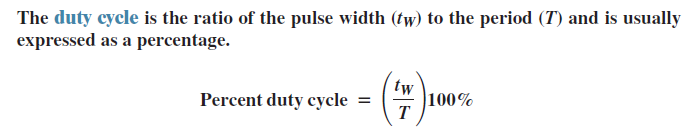 The duty cycle is the ratio of the pulse width (tW) to the period (T) and is usually
expressed as a percentage.
Percent duty cycle = (tW/T)100%